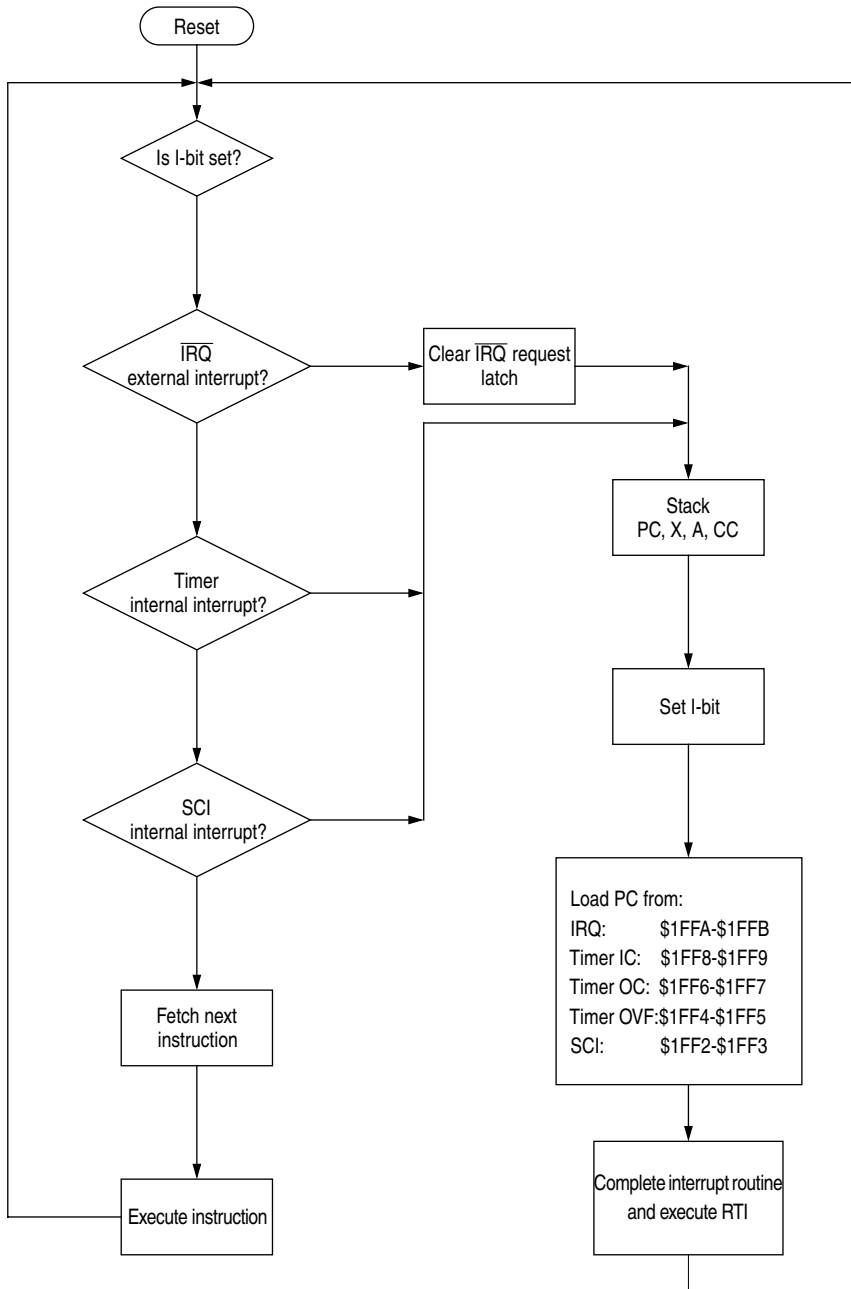 Reset
Is I-bit set?
I̅R̅Q̅
external interrupt?
Clear I̅R̅Q̅ request
latch
Stack
PC, X, A, CC
Timer
internal interrupt?
Set I-bit
SCI
internal interrupt?
Load PC from:
IRQ: $1FFA-$1FFB
Timer IC: $1FF8-$1FF9
Timer OC: $1FF6-$1FF7
Timer OVF:$1FF4-$1FF5
SCI: $1FF2-$1FF3
Fetch next
instruction
Complete interrupt routine
and execute RTI
Execute instruction